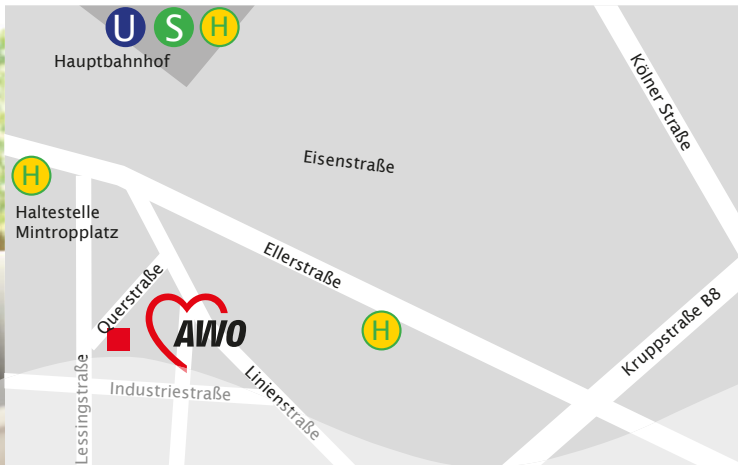 U S H
Hauptbahnhof
Kölner Straße
Eisenstraße
H
Haltestelle
Mintropplatz
Ellerstraße
Querstraße
AWO
H
Kruppstraße B8
Lessingstraße
Industriestraße
Linienstraße